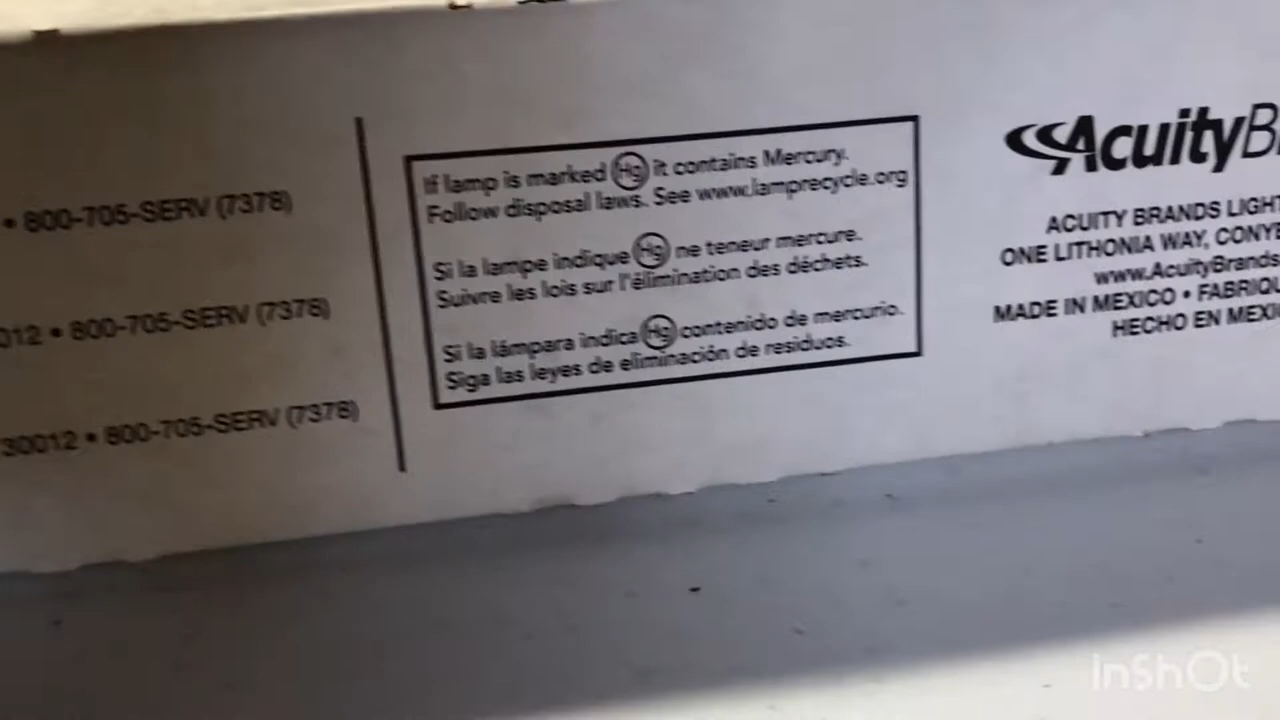 • 800-705-SERV (7378)
012 • 800-705-SERV (7378)
30012 • 800-705-SERV (7378)
If lamp is marked Hg it contains Mercury.
Follow disposal laws. See www.lamprecycle.org
Si la lampe indique Hg ne teneur mercure.
Suivre les lois sur l'élimination des déchets.
Si la lámpara indica Hg contenido de mercurio.
Siga las leyes de eliminación de residuos.
Acuity
ACUITY BRANDS LIGHT
ONE LITHONIA WAY, CONYE
www.AcuityBrands
MADE IN MEXICO • FABRIQU
HECHO EN MEXI
InShOt